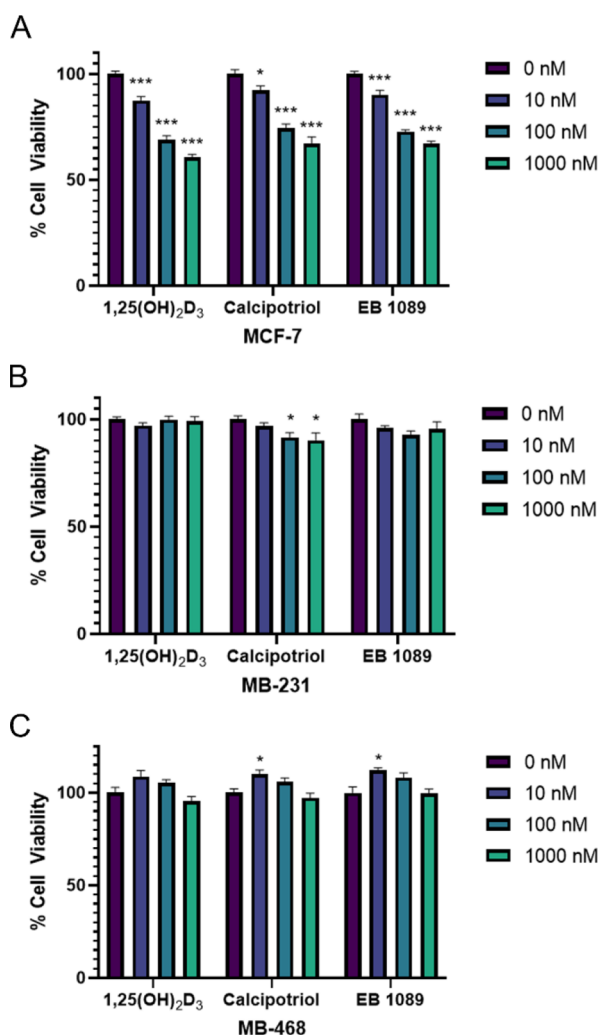 A
% Cell Viability
100
50
0
***
***
***
*
***
***
***
***
***
1,25(OH)₂D₃
Calcipotriol
EB 1089
MCF-7
0 nM
10 nM
100 nM
1000 nM
B
% Cell Viability
100
50
0
*
*
1,25(OH)₂D₃
Calcipotriol
EB 1089
MB-231
0 nM
10 nM
100 nM
1000 nM
C
% Cell Viability
100
50
0
*
*
1,25(OH)₂D₃
Calcipotriol
EB 1089
MB-468
0 nM
10 nM
100 nM
1000 nM